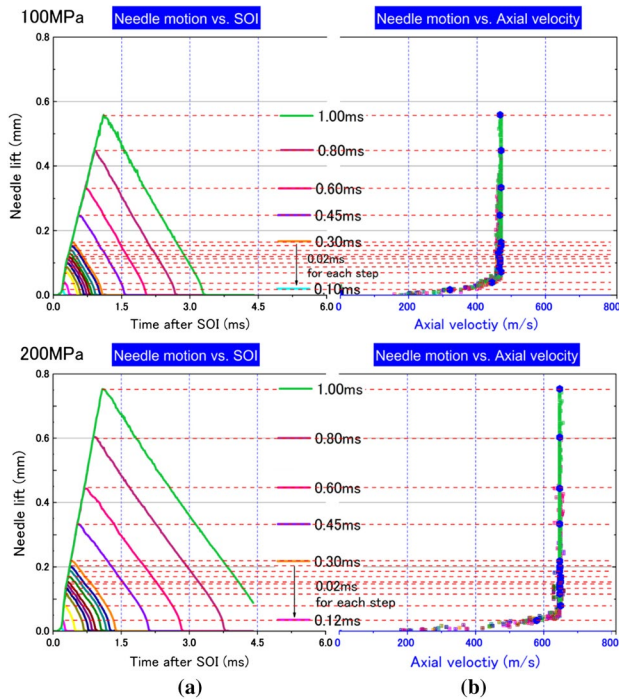 100MPa
Needle motion vs. SOI
Needle motion vs. Axial velocity
Needle lift (mm)
0.8
0.6
0.4
0.2
0.0
1.00ms
0.80ms
0.60ms
0.45ms
0.30ms
0.02ms
for each step
0.10ms
0.0 1.5 3.0 4.5 6.0
0 200 400 600 800
Time after SOI (ms)
Axial veloctiy (m/s)
200MPa
Needle motion vs. SOI
Needle motion vs. Axial velocity
Needle lift (mm)
0.8
0.6
0.4
0.2
0.0
1.00ms
0.80ms
0.60ms
0.45ms
0.30ms
0.02ms
for each step
0.12ms
0.0 1.5 3.0 4.5 6.0
0 200 400 600 800
Time after SOI (ms)
Axial veloctiy (m/s)
(a)
(b)